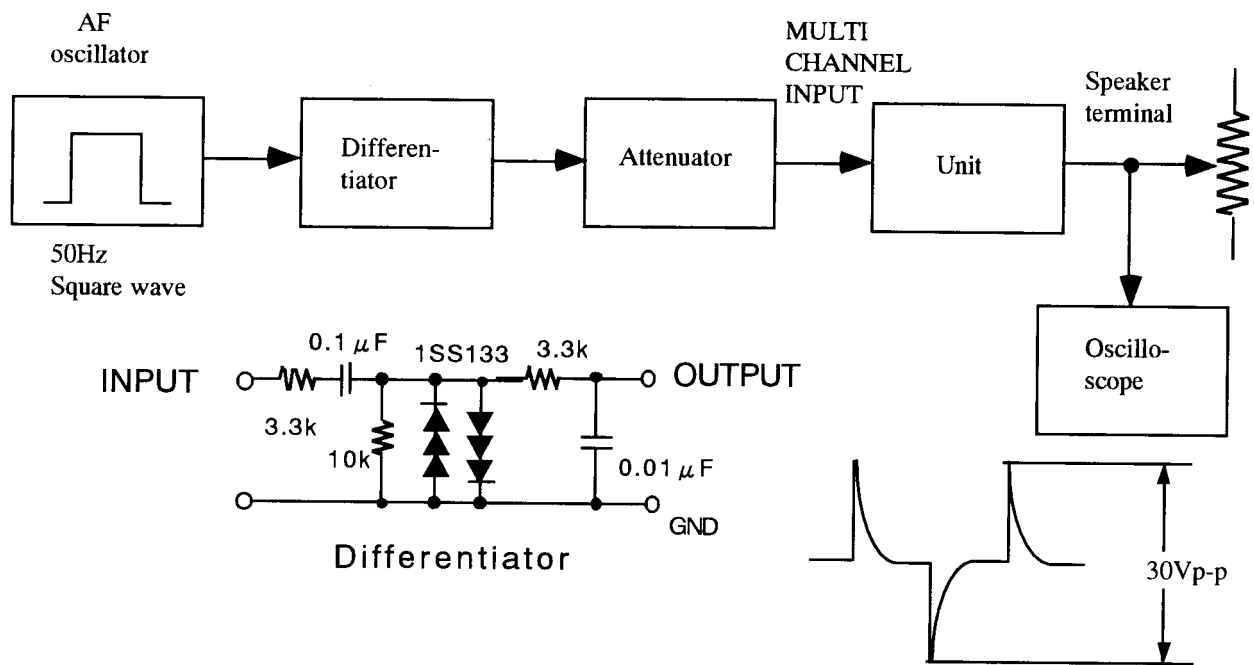 AF
oscillator
MULTI
CHANNEL
INPUT
Speaker
terminal
Differen-
tiator
Attenuator
Unit
50Hz
Square wave
Oscillo-
scope
0.1 μF
1SS133
3.3k
INPUT
OUTPUT
3.3k
10k
0.01 μF
GND
Differentiator
30Vp-p